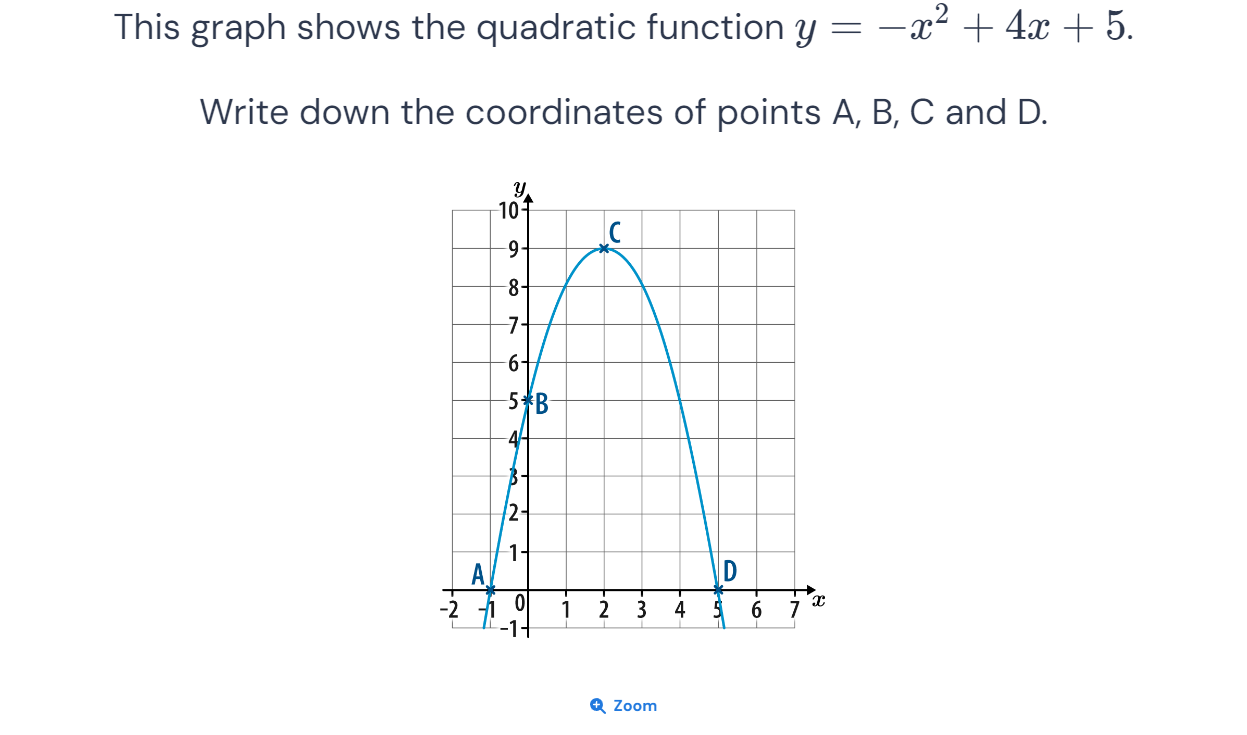 This graph shows the quadratic function y = −x² + 4x + 5.
Write down the coordinates of points A, B, C and D.
y
10
C
9
8
7
6
5 B
4
3
2
1
A D
-2 -1 0 1 2 3 4 5 6 7 x
-1
Zoom